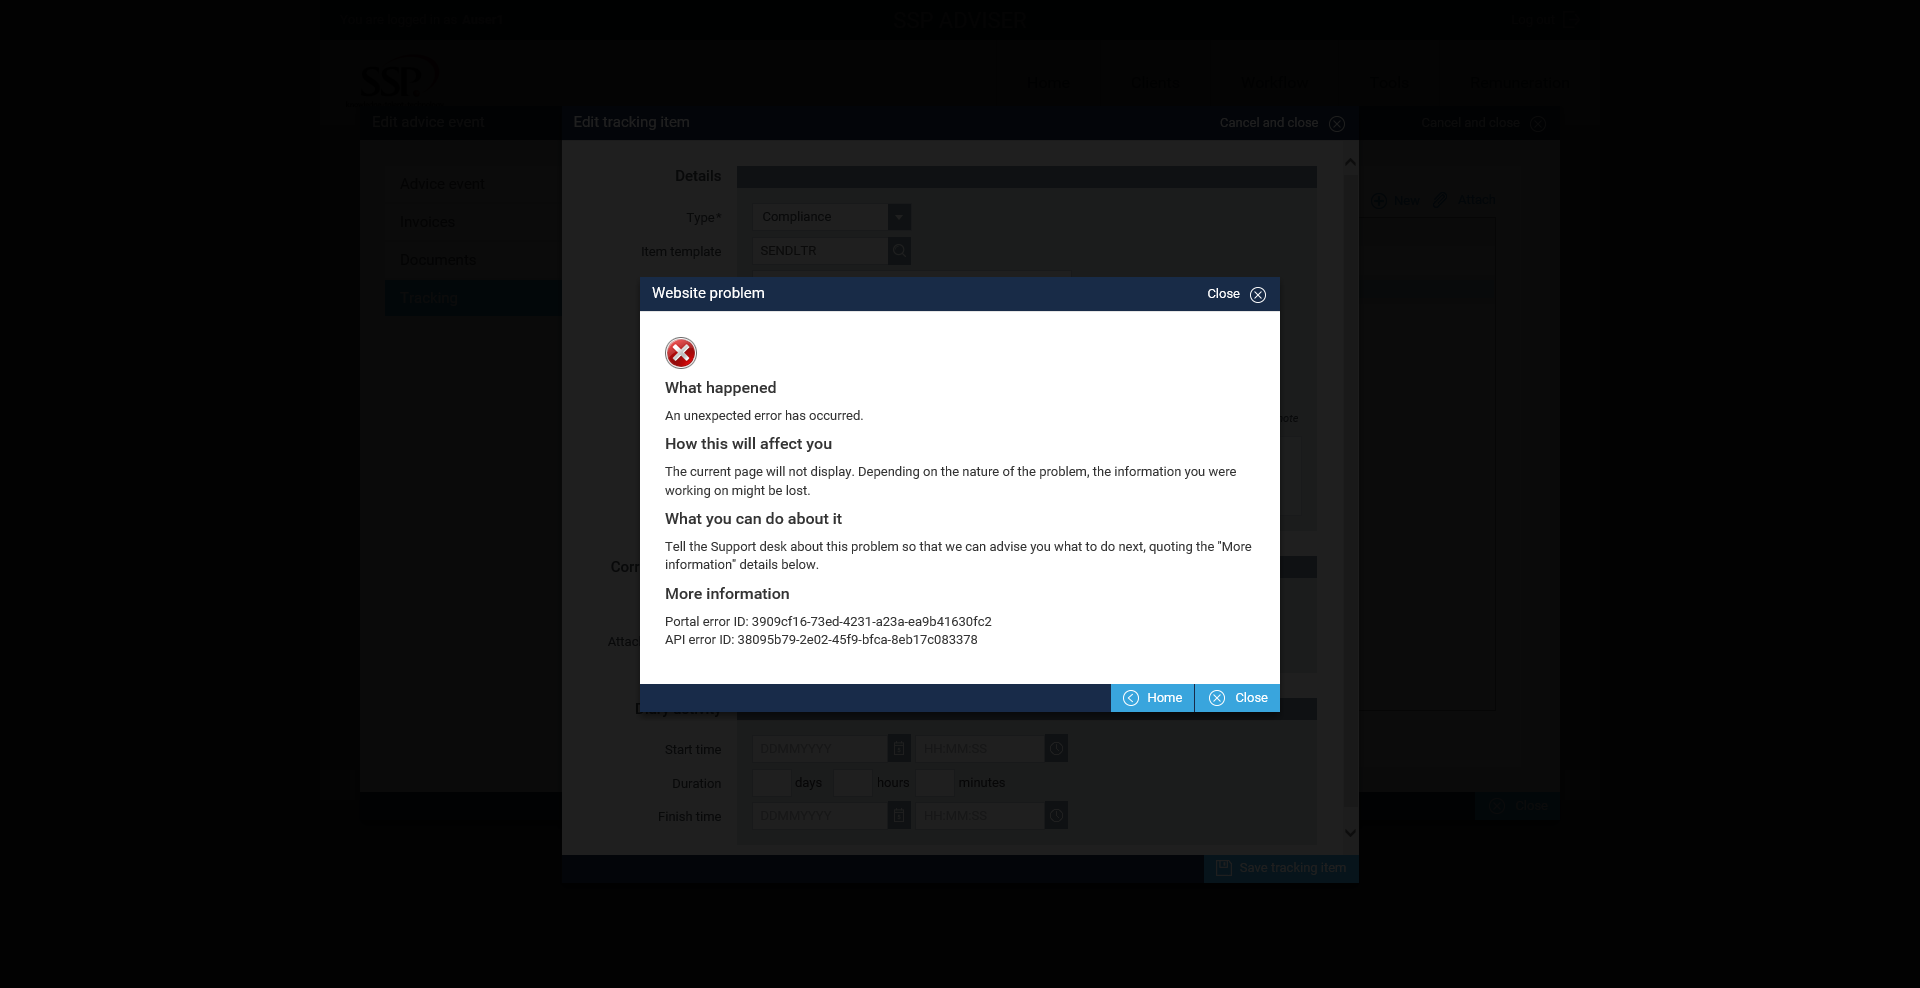 SSP ADVISER
SSP
Home
Workflow
Tools
Edit advice event
Edit tracking item
Cancel and close
Cancel and close
Advice event
Invoices
Documents
Tracking
New
Attach
Details
Type*
Compliance
Item template
SENDLTR
Website problem
Close
What happened
An unexpected error has occurred.
How this will affect you
The current page will not display. Depending on the nature of the problem, the information you were
working on might be lost.
What you can do about it
Tell the Support desk about this problem so that we can advise you what to do next, quoting the "More
information" details below.
More information
Portal error ID: 3909cf16-73ed-4231-a23a-ea9b41630fc2
API error ID: 38095b79-2e02-45f9-bfca-8eb17c083378
Home
Close
Start time
DDMMYYYY
HH:MM:SS
Duration
days
hours
minutes
Finish time
DDMMYYYY
HH:MM:SS
Close
Save tracking item